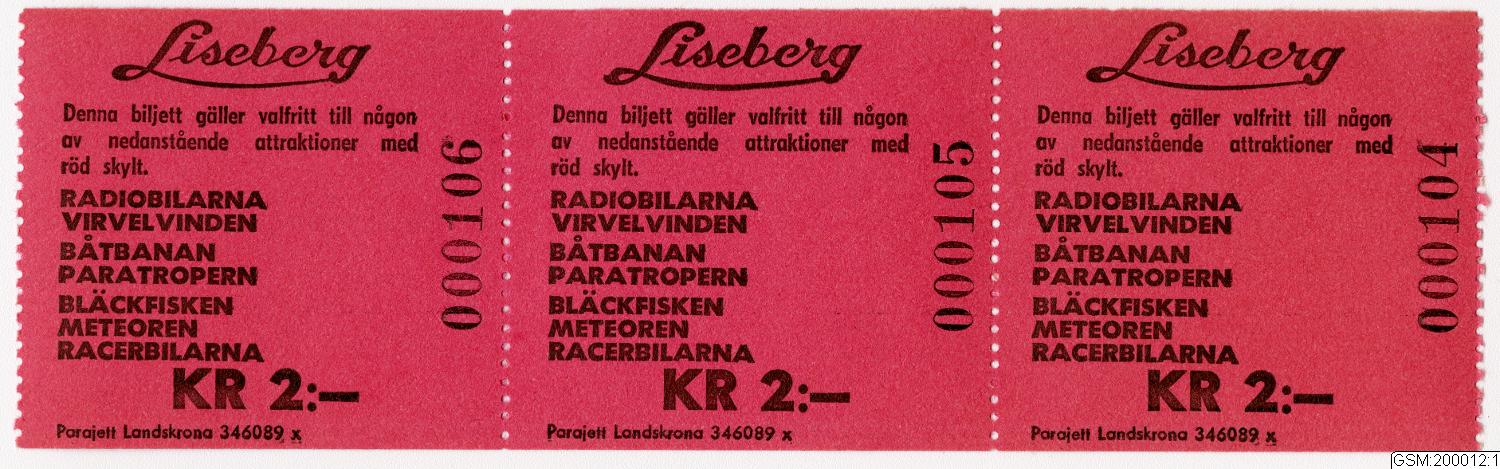 Liseberg
Denna biljett gäller valfritt till någon
av nedanstående attraktioner med
röd skylt.
RADIOBILARNA
VIRVELVINDEN
BÅTBANAN
PARATROPERN
BLÄCKFISKEN
METEOREN
RACERBILARNA
KR 2:—
Parajett Landskrona 346089 x
000106
Liseberg
Denna biljett gäller valfritt till någon
av nedanstående attraktioner med
röd skylt.
RADIOBILARNA
VIRVELVINDEN
BÅTBANAN
PARATROPERN
BLÄCKFISKEN
METEOREN
RACERBILARNA
KR 2:—
Parajett Landskrona 346089 x
000105
Liseberg
Denna biljett gäller valfritt till någon
av nedanstående attraktioner med
röd skylt.
RADIOBILARNA
VIRVELVINDEN
BÅTBANAN
PARATROPERN
BLÄCKFISKEN
METEOREN
RACERBILARNA
KR 2:—
Parajett Landskrona 346089 x
000104
GSM:200012:1